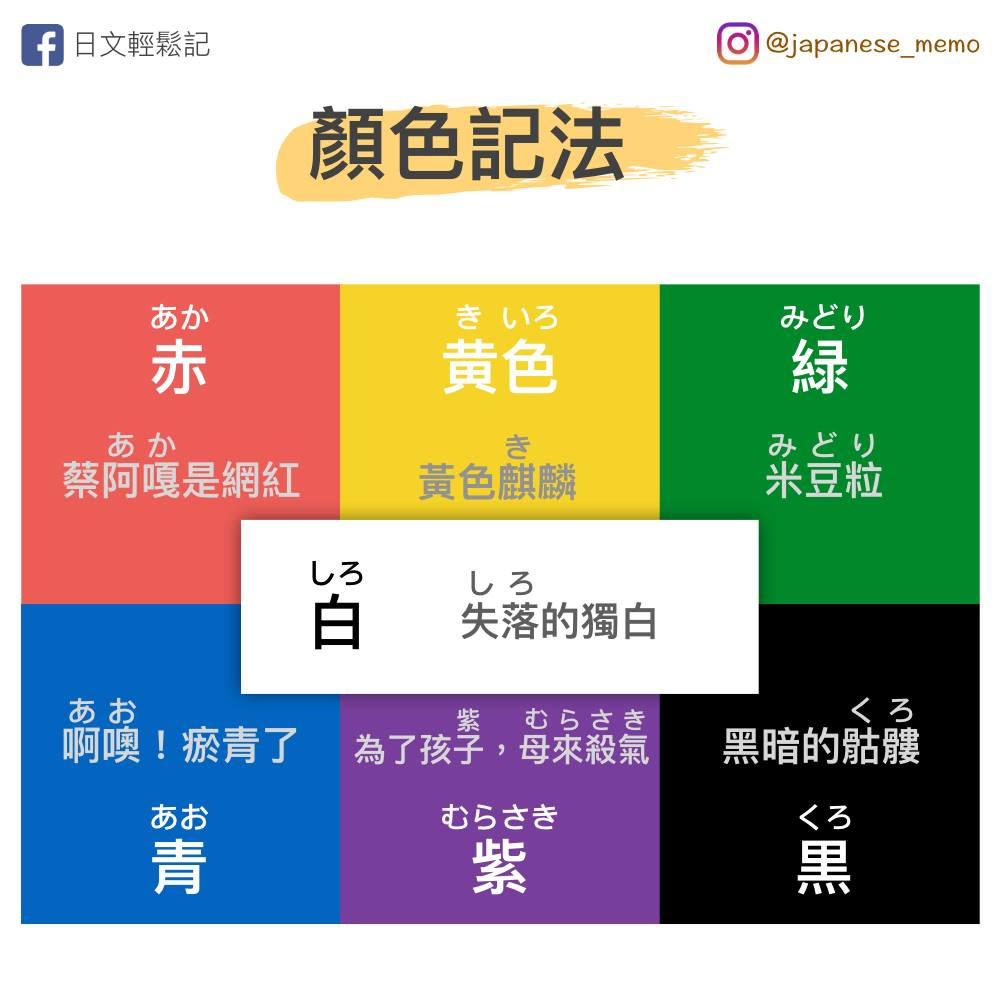 日文輕鬆記
@japanese_memo
顏色記法
あか
赤
あか
蔡阿嘎是網紅
きいろ
黄色
き
黃色麒麟
みどり
緑
みどり
米豆粒
しろ
白
しろ
失落的獨白
あお
啊噢！瘀青了
あお
青
紫 むらさき
為了孩子，母來殺氣
むらさき
紫
くろ
黑暗的骷髏
くろ
黒